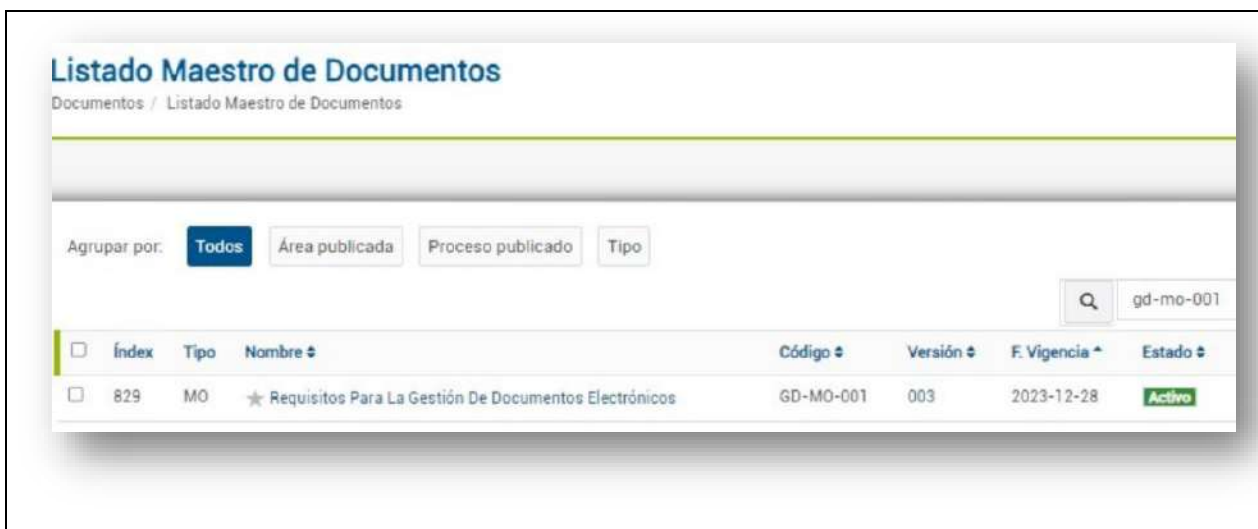 Listado Maestro de Documentos
Documentos / Listado Maestro de Documentos
Agrupar por: Todos Área publicada Proceso publicado Tipo
gd-mo-001
Índex Tipo Nombre Código Versión F. Vigencia Estado
829 MO Requisitos Para La Gestión De Documentos Electrónicos GD-MO-001 003 2023-12-28 Activo